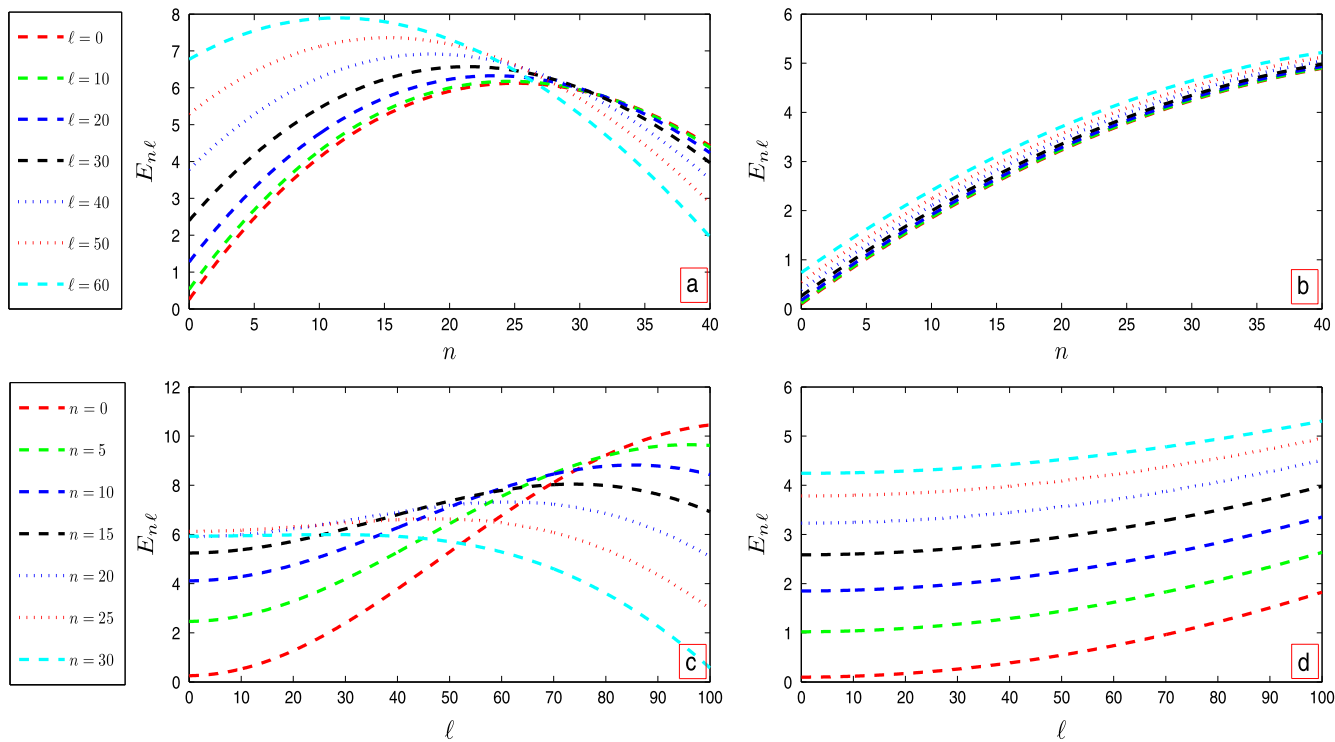 ℓ = 0
ℓ = 10
ℓ = 20
ℓ = 30
ℓ = 40
ℓ = 50
ℓ = 60
8
7
6
5
4
3
2
1
0
E_{nℓ}
0 5 10 15 20 25 30 35 40
n
a
6
5
4
3
2
1
0
E_{nℓ}
0 5 10 15 20 25 30 35 40
n
b
n = 0
n = 5
n = 10
n = 15
n = 20
n = 25
n = 30
12
10
8
6
4
2
0
E_{nℓ}
0 10 20 30 40 50 60 70 80 90 100
ℓ
c
6
5
4
3
2
1
0
E_{nℓ}
0 10 20 30 40 50 60 70 80 90 100
ℓ
d